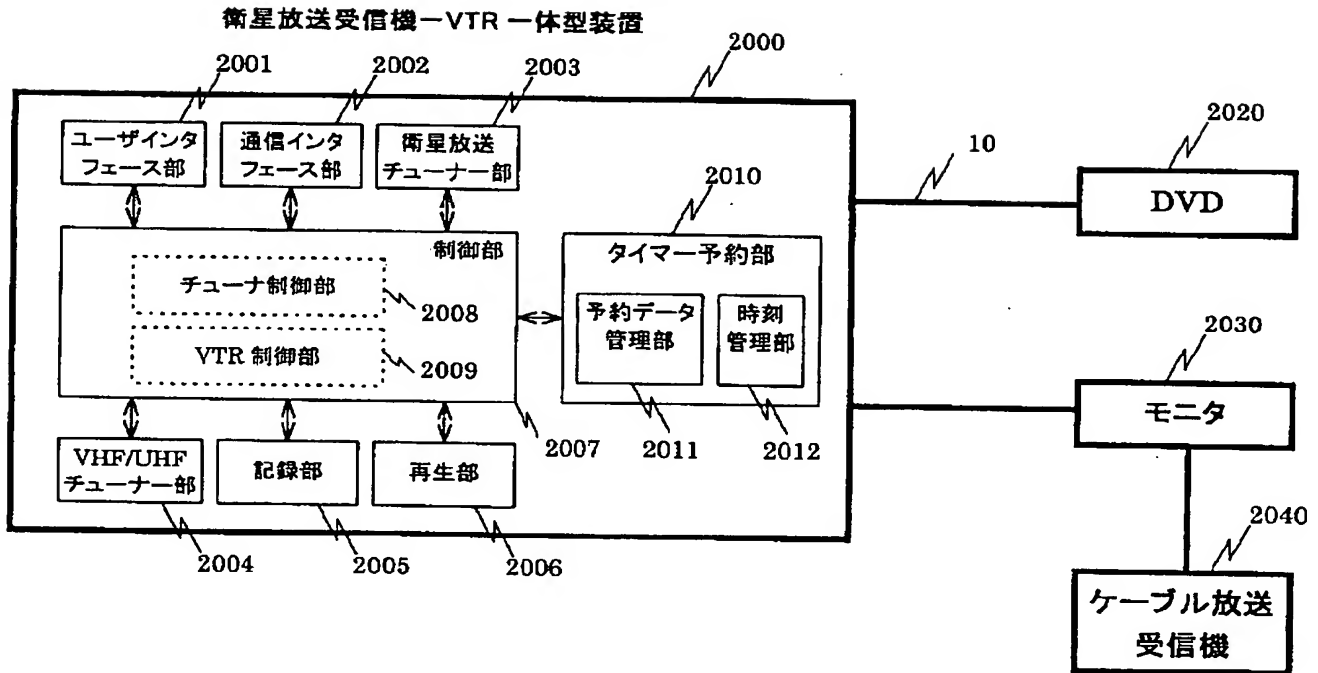 衛星放送受信機ーVTR 一体型装置
2001
2002
2003
2000
ユーザインタ
フェース部
通信インタ
フェース部
衛星放送
チューナー部
2020
10
DVD
2010
制御部
タイマー予約部
チューナ制御部
2008
予約データ
管理部
時刻
管理部
VTR 制御部
2009
2030
モニタ
2007
2011
2012
VHF/UHF
チューナー部
記録部
再生部
2004
2005
2006
2040
ケーブル放送
受信機